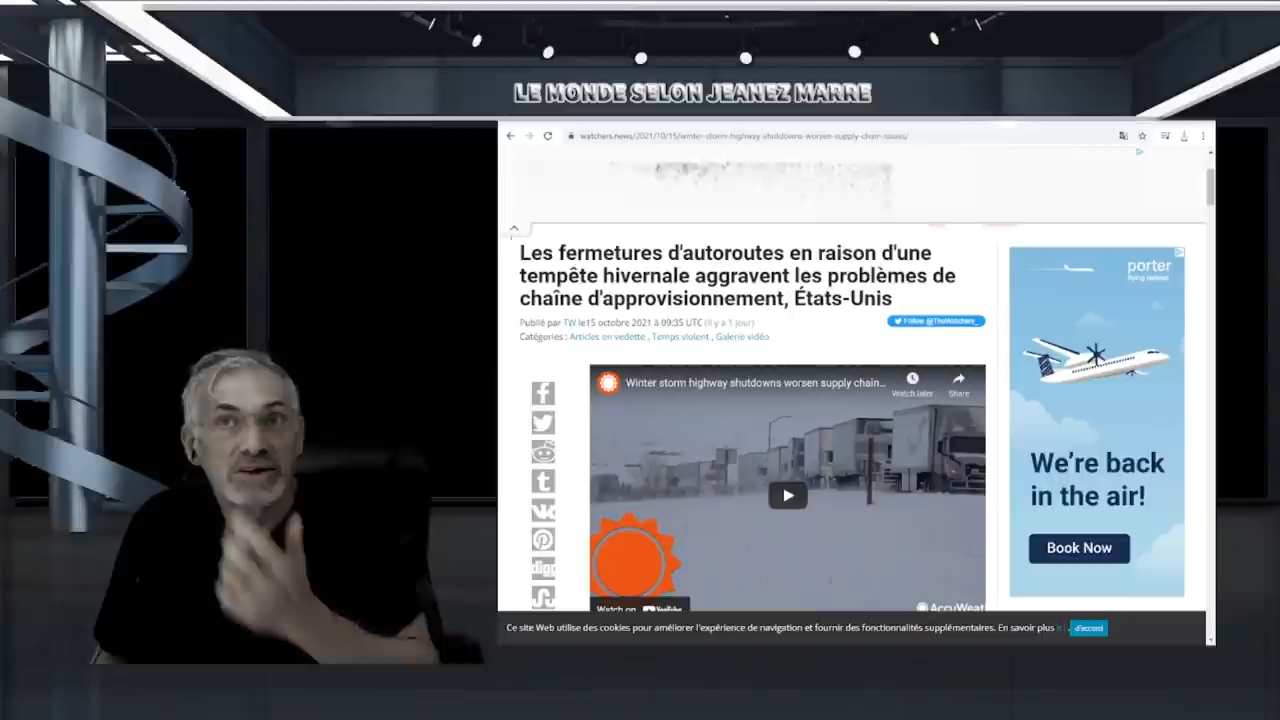 LE MONDE SELON JEANEZ MARRE
watchers.news/2021/10/15/winter-storm-highway-shutdowns-worsen-supply-chain-issues/
Les fermetures d'autoroutes en raison d'une
tempête hivernale aggravent les problèmes de
chaîne d'approvisionnement, États-Unis
Publié par TW le15 octobre 2021 à 09:35 UTC (Il y a 1 jour)
Follow @TheWatchers_
Catégories : Articles en vedette , Temps violent , Galerie vidéo
Winter storm highway shutdowns worsen supply chain...
Watch later
Share
digg
Watch on YouTube
AccuWeat
porter
We're back
in the air!
Book Now
Ce site Web utilise des cookies pour améliorer l'expérience de navigation et fournir des fonctionnalités supplémentaires. En savoir plus ici . d'accord